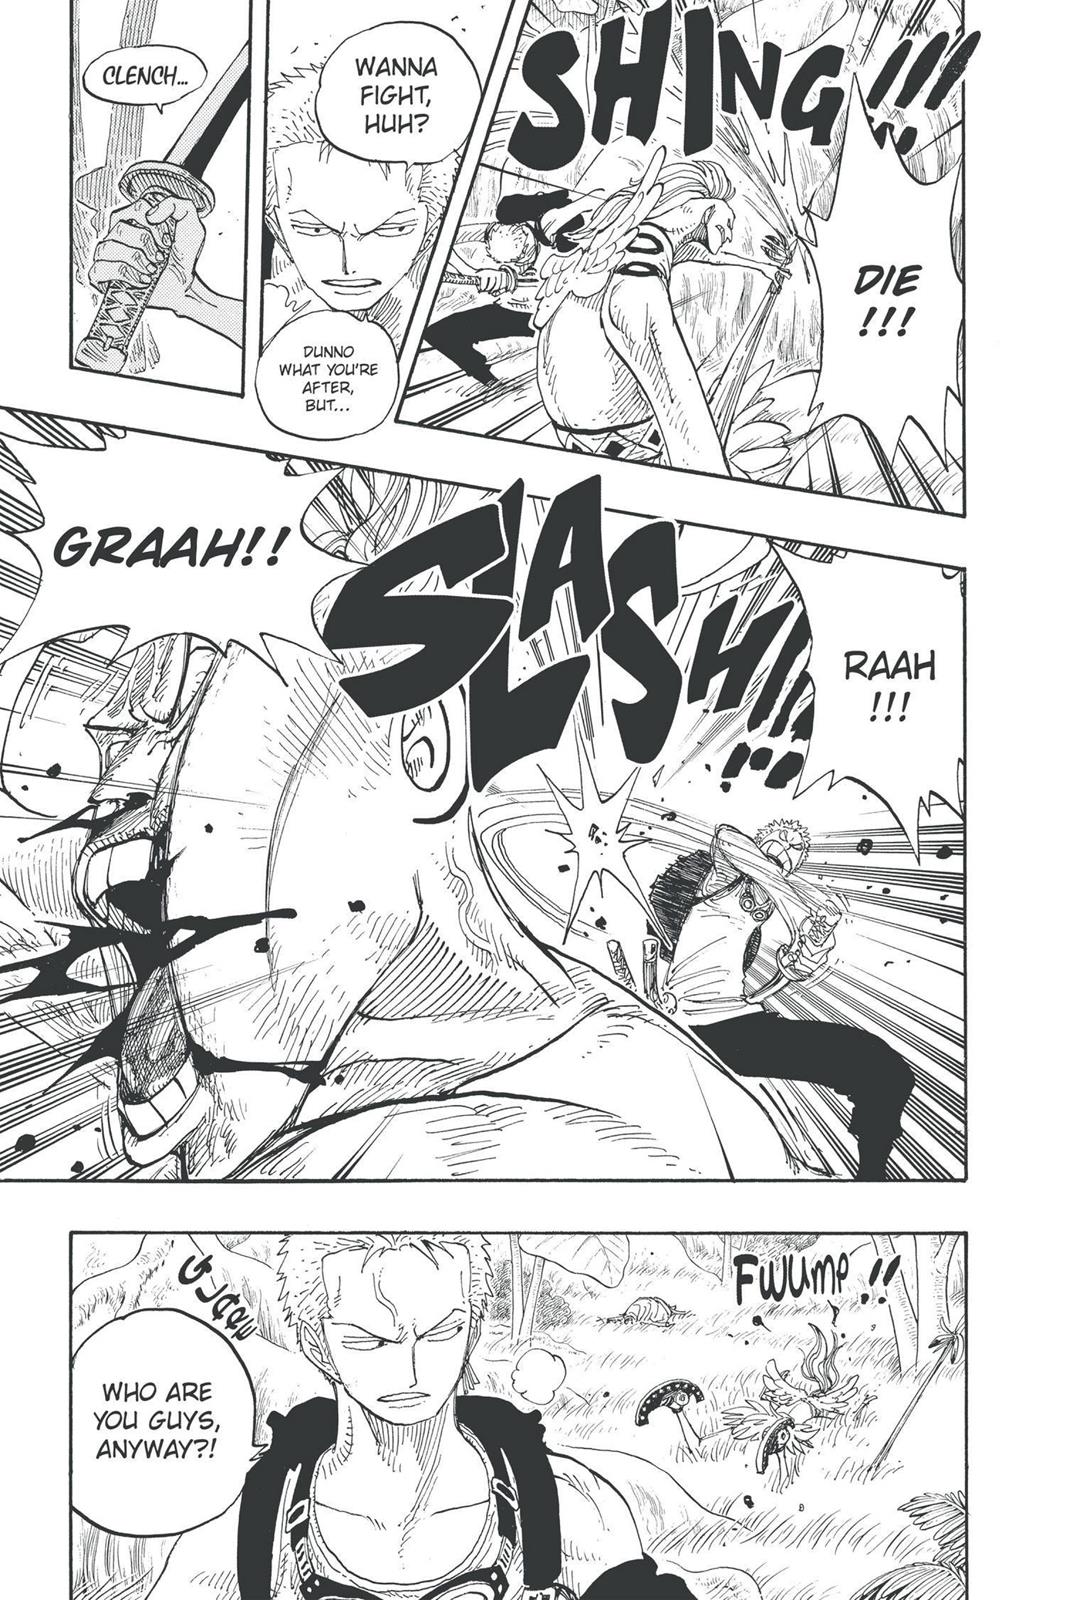 CLENCH...
WANNA
FIGHT,
HUH?
DUNNO
WHAT YOU'RE
AFTER,
BUT...
SHING!!!
DIE
!!!
GRAAH!!
SLASH!!!
RAAH
!!!
FWUMP!!
WHO ARE
YOU GUYS,
ANYWAY?!